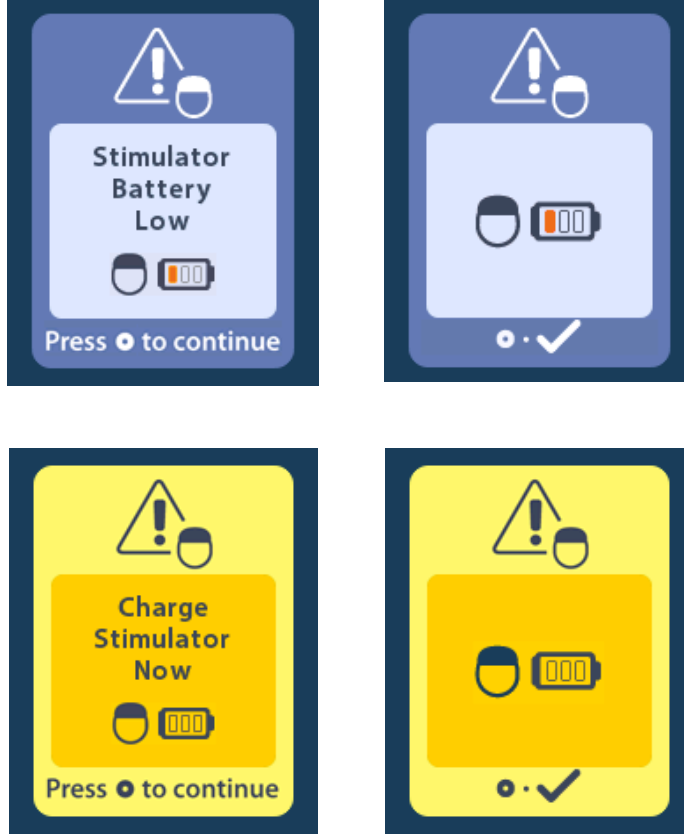 Stimulator
Battery
Low
Press to continue
Charge
Stimulator
Now
Press to continue